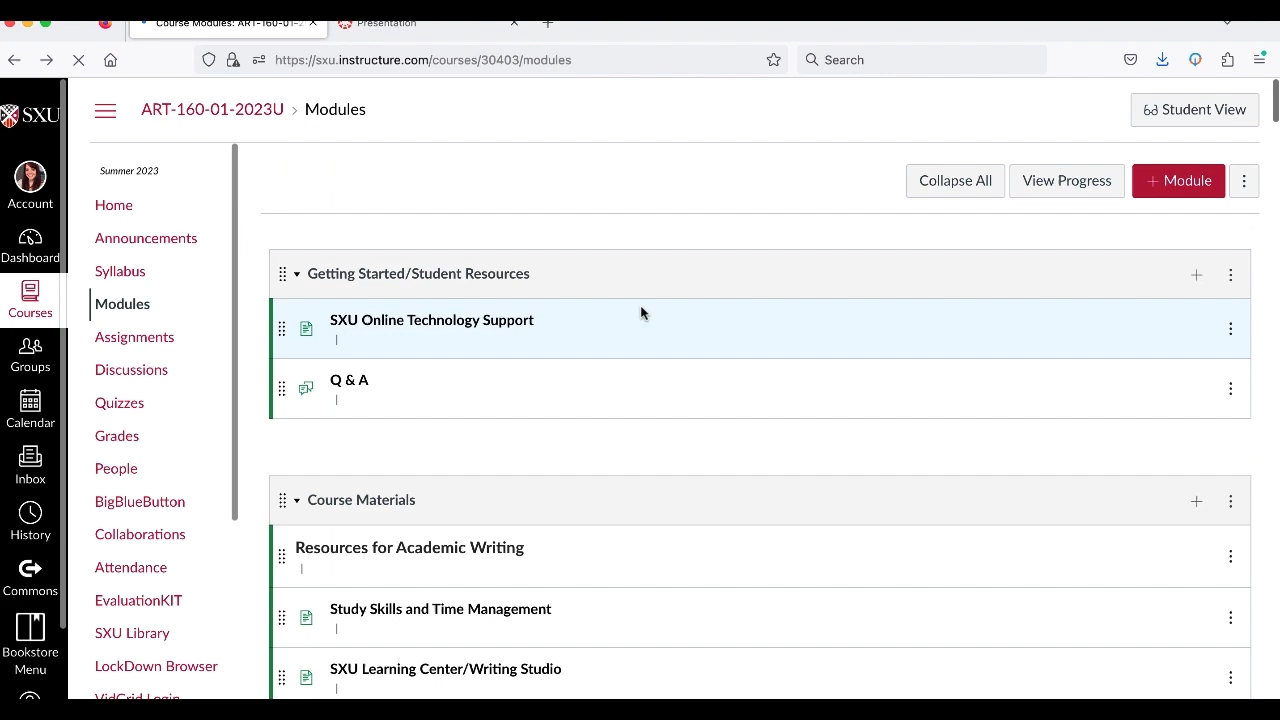 Course Modules: ART-160-01-2
Presentation
https://sxu.instructure.com/courses/30403/modules
Search
SXU
ART-160-01-2023U › Modules
Student View
Account
Dashboard
Courses
Groups
Calendar
Inbox
History
Commons
Bookstore
Menu
Summer 2023
Home
Announcements
Syllabus
Modules
Assignments
Discussions
Quizzes
Grades
People
BigBlueButton
Collaborations
Attendance
EvaluationKIT
SXU Library
LockDown Browser
VidGrid Login
Collapse All
View Progress
+ Module
Getting Started/Student Resources
SXU Online Technology Support
Q & A
Course Materials
Resources for Academic Writing
Study Skills and Time Management
SXU Learning Center/Writing Studio